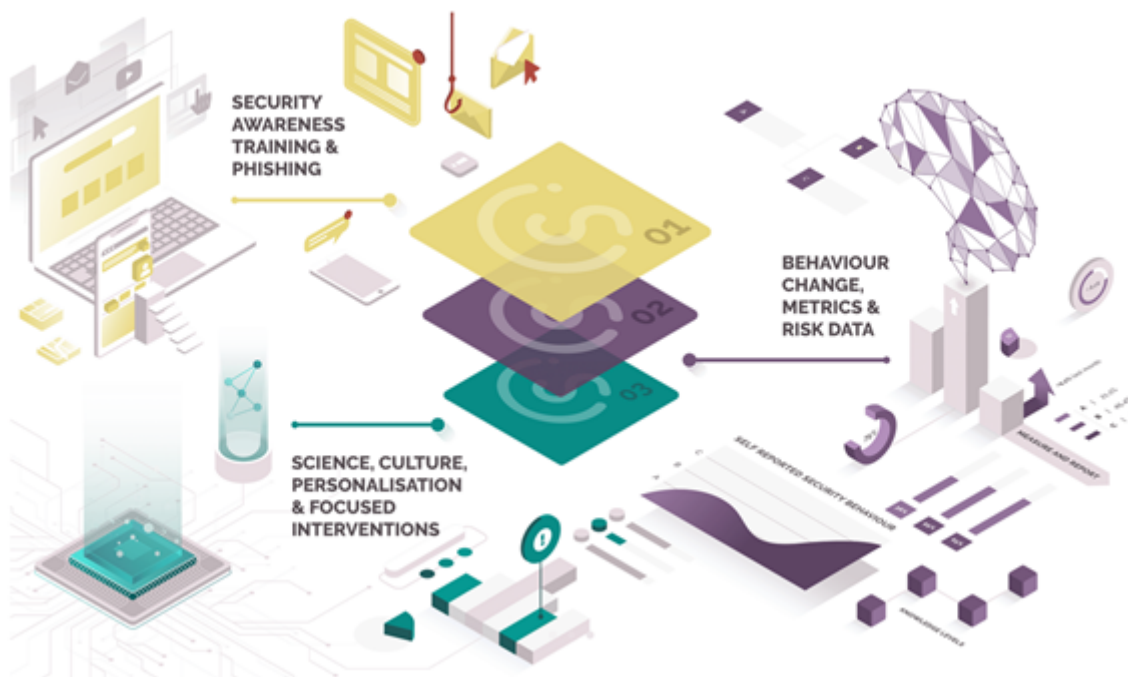 SECURITY
AWARENESS
TRAINING &
PHISHING
01
02
03
BEHAVIOUR
CHANGE,
METRICS &
RISK DATA
SCIENCE, CULTURE,
PERSONALISATION
& FOCUSED
INTERVENTIONS
MEASURE AND REPORT
SELF REPORTED SECURITY BEHAVIOUR
A B C
KNOWLEDGE LEVELS